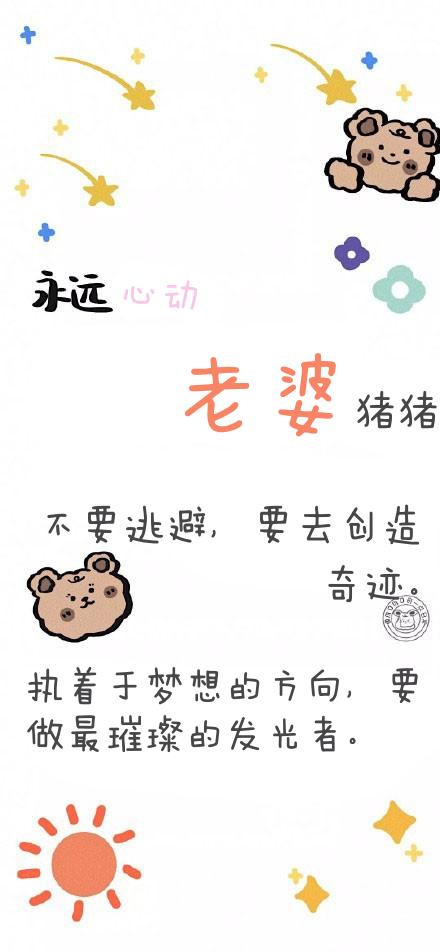 永远 心动
老婆 猪猪
不要逃避,要去创造
奇迹。
执着于梦想的方向,要
做最璀璨的发光者。